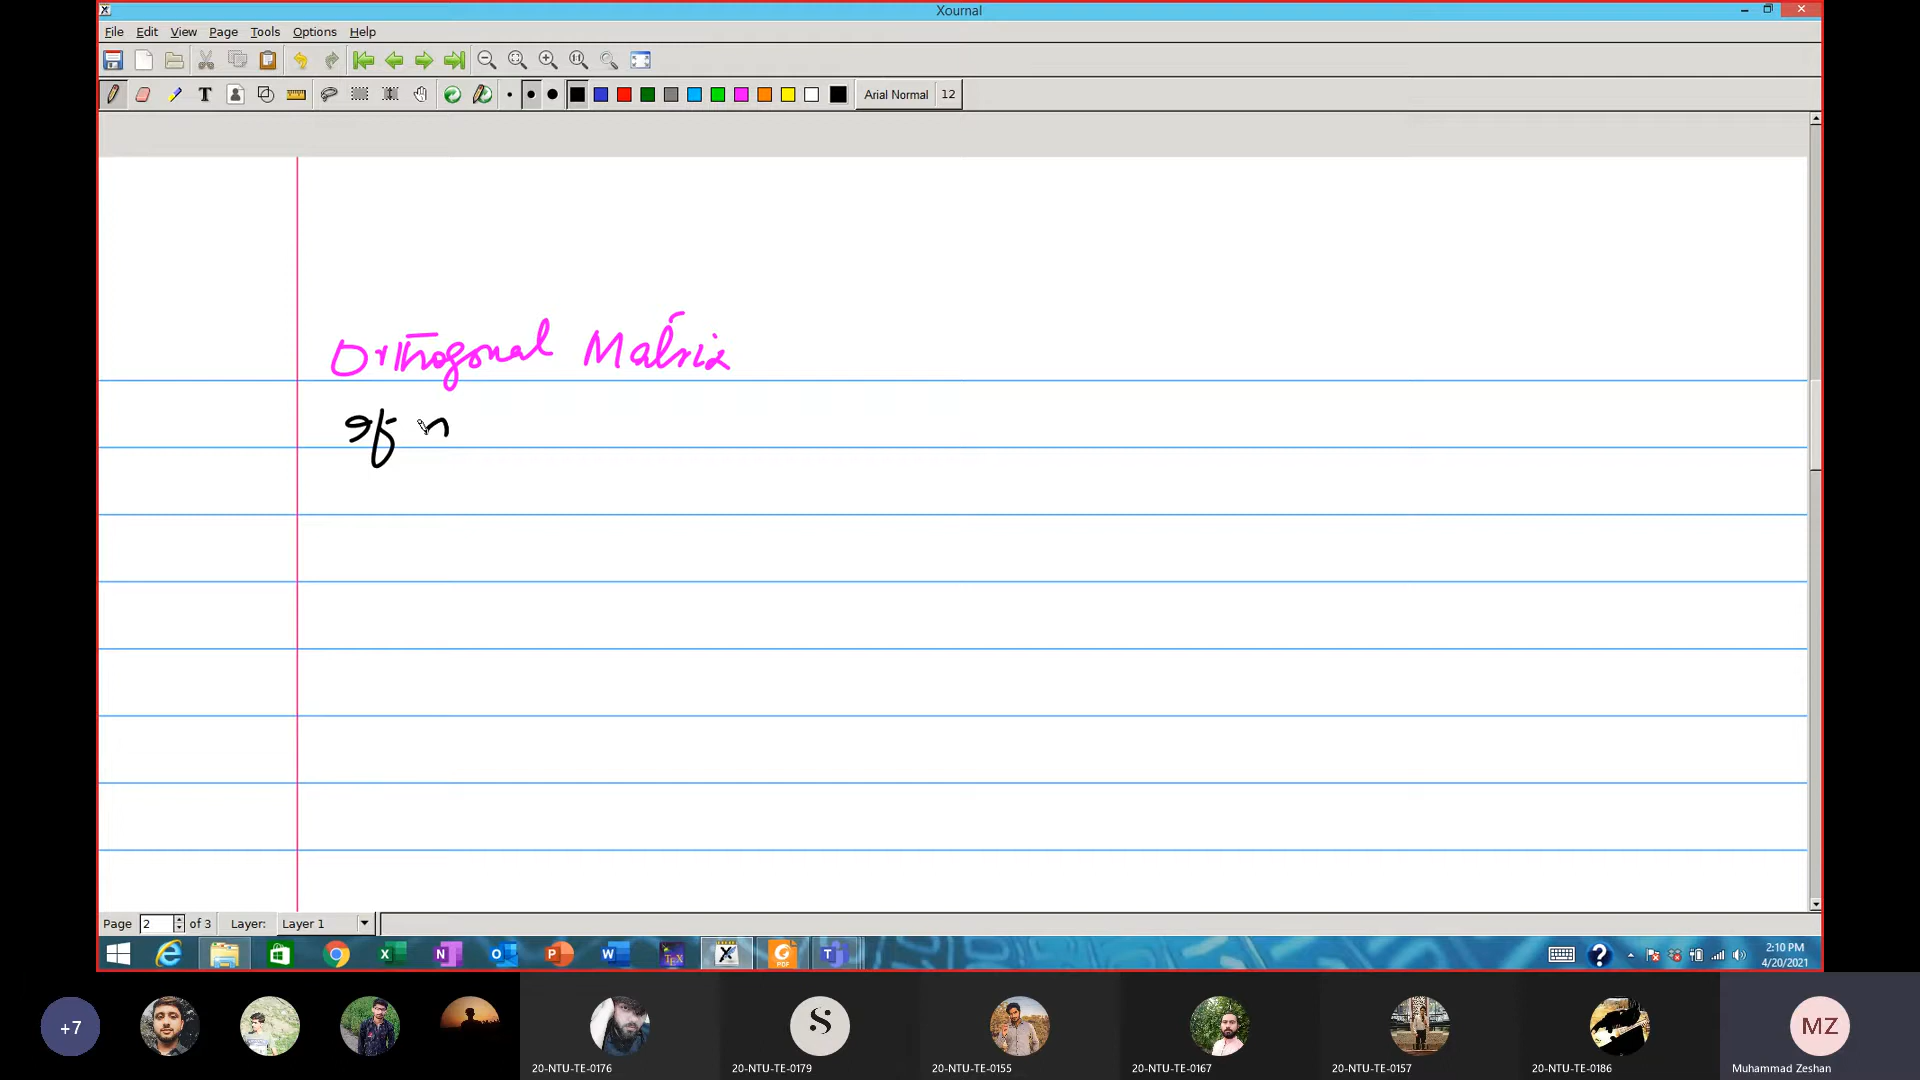 Xournal
File Edit View Page Tools Options Help
Arial Normal 12
Orthogonal Matrix
If
Page 2 of 3 Layer: Layer 1
2:10 PM
4/20/2021
+7
S
MZ
20-NTU-TE-0176 20-NTU-TE-0179 20-NTU-TE-0155 20-NTU-TE-0167 20-NTU-TE-0157 20-NTU-TE-0186 Muhammad Zeshan